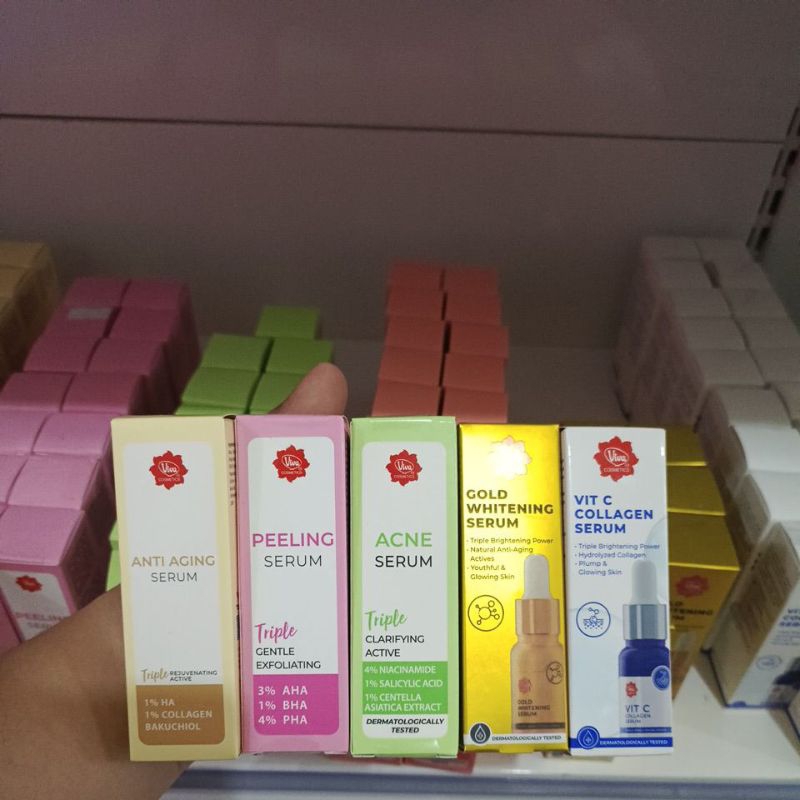 Viva
COSMETICS
ANTI AGING
SERUM
Triple REJUVENATING
ACTIVE
1% HA
1% COLLAGEN
BAKUCHIOL
Viva
COSMETICS
PEELING
SERUM
Triple
GENTLE
EXFOLIATING
3% AHA
1% BHA
4% PHA
Viva
COSMETICS
ACNE
SERUM
Triple
CLARIFYING
ACTIVE
4% NIACINAMIDE
1% SALICYLIC ACID
1% CENTELLA
ASIATICA EXTRACT
DERMATOLOGICALLY
TESTED
GOLD
WHITENING
SERUM
- Triple Brightening Power
- Natural Anti-Aging
Actives
- Youthful &
Glowing Skin
GOLD
WHITENING
SERUM
DERMATOLOGICALLY TESTED
Viva
COSMETICS
VIT C
COLLAGEN
SERUM
- Triple Brightening Power
- Hydrolyzed Collagen
- Plump &
Glowing Skin
VIT C
COLLAGEN
SERUM
DERMATOLOGICALLY TESTED
PEELING